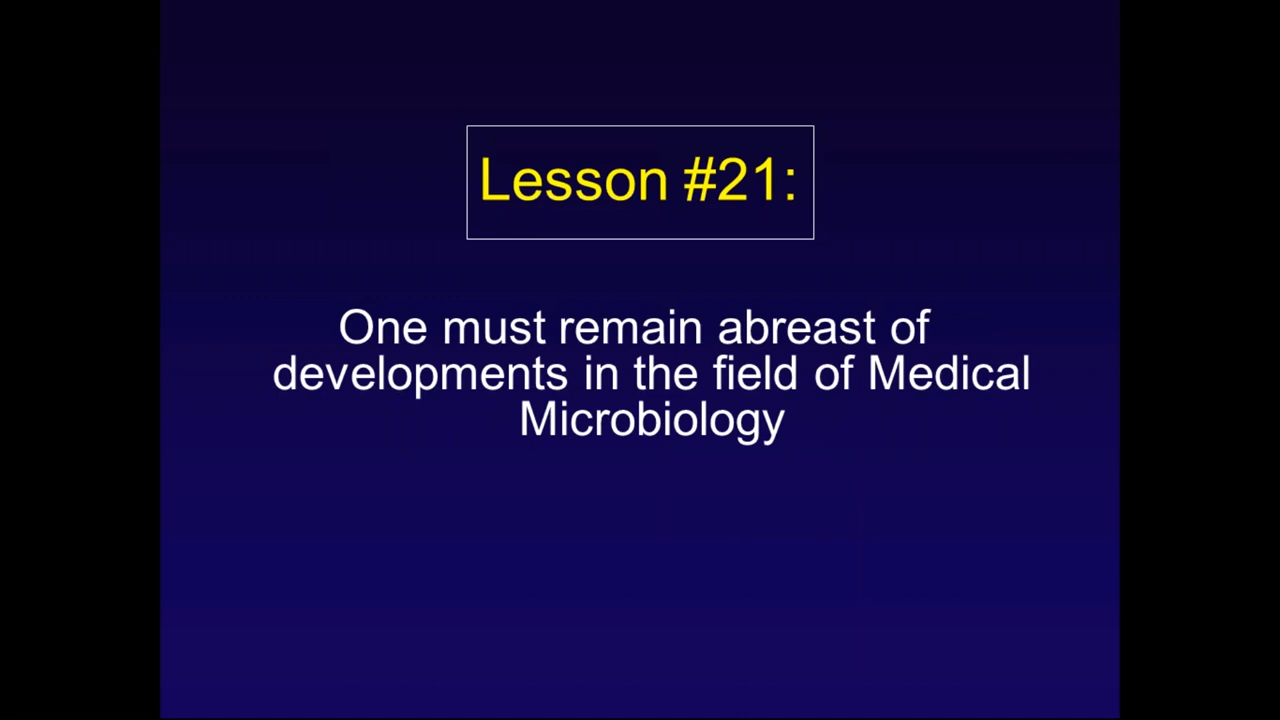 Lesson #21:
One must remain abreast of
developments in the field of Medical
Microbiology